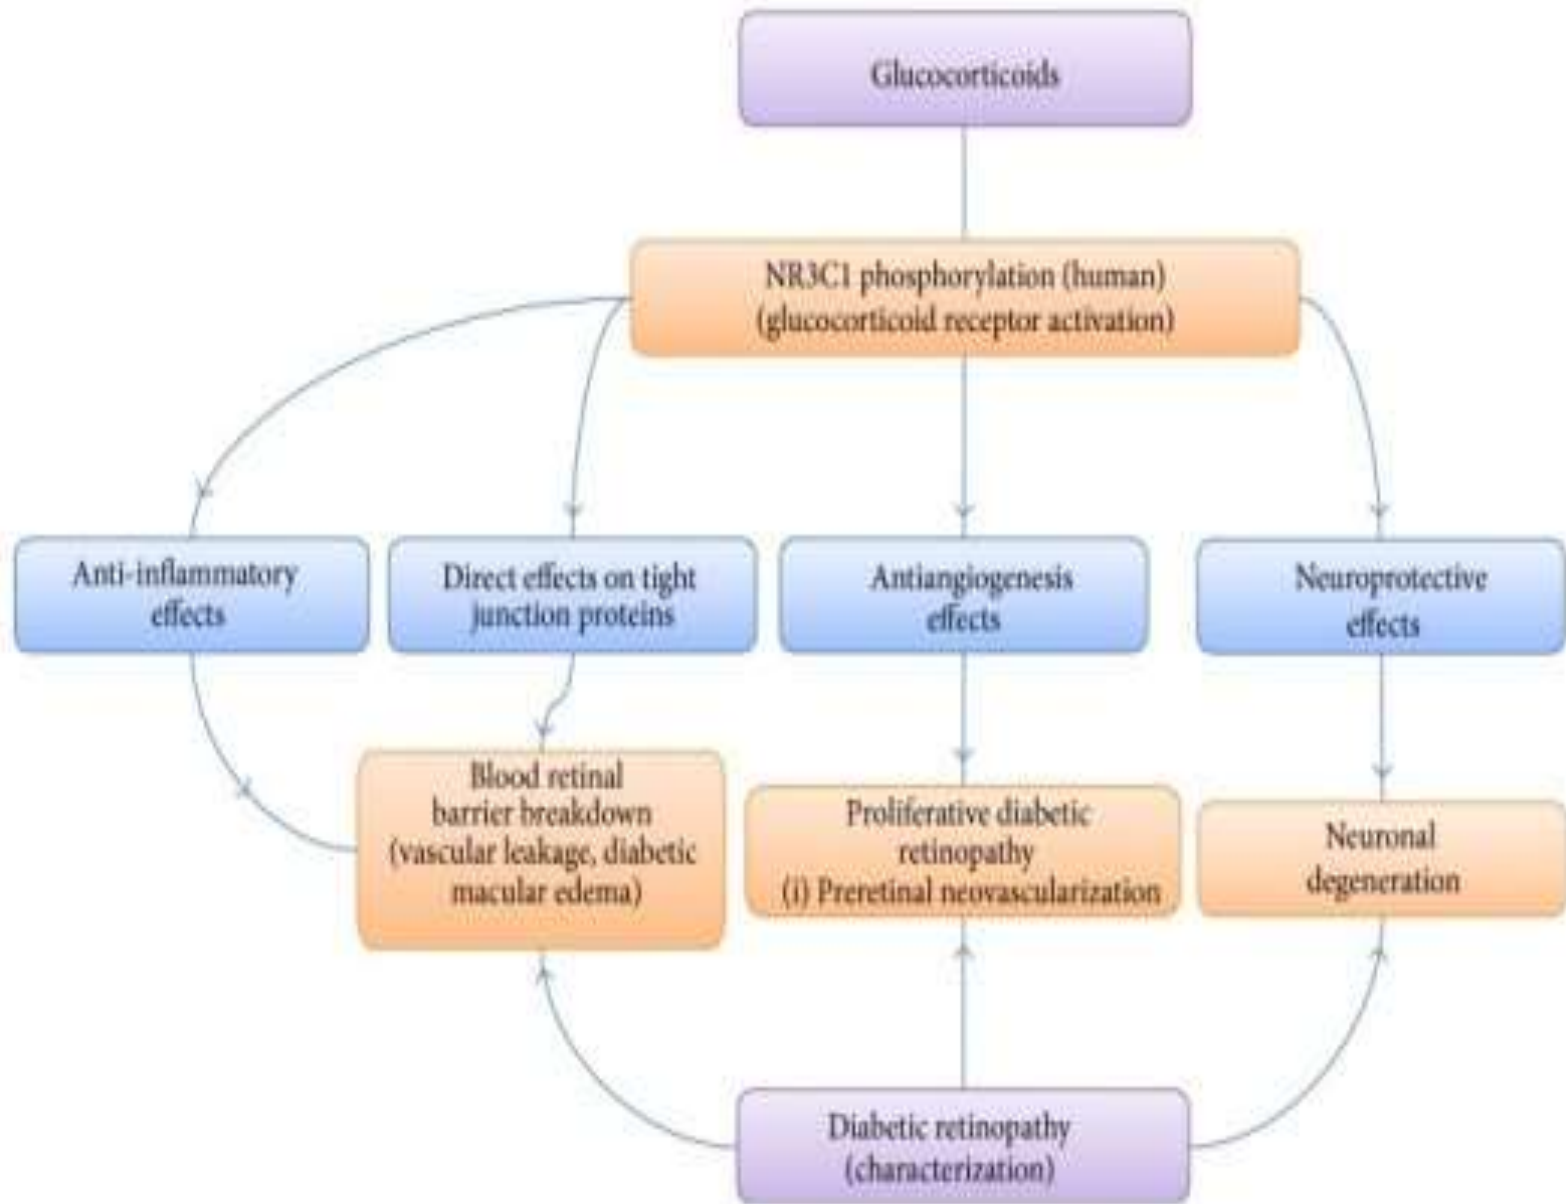 Glucocorticoids
NR3C1 phosphorylation (human)
(glucocorticoid receptor activation)
Anti-inflammatory
effects
Direct effects on tight
junction proteins
Antiangiogenesis
effects
Neuroprotective
effects
Blood retinal
barrier breakdown
(vascular leakage, diabetic
macular edema)
Proliferative diabetic
retinopathy
(i) Preretinal neovascularization
Neuronal
degeneration
Diabetic retinopathy
(characterization)